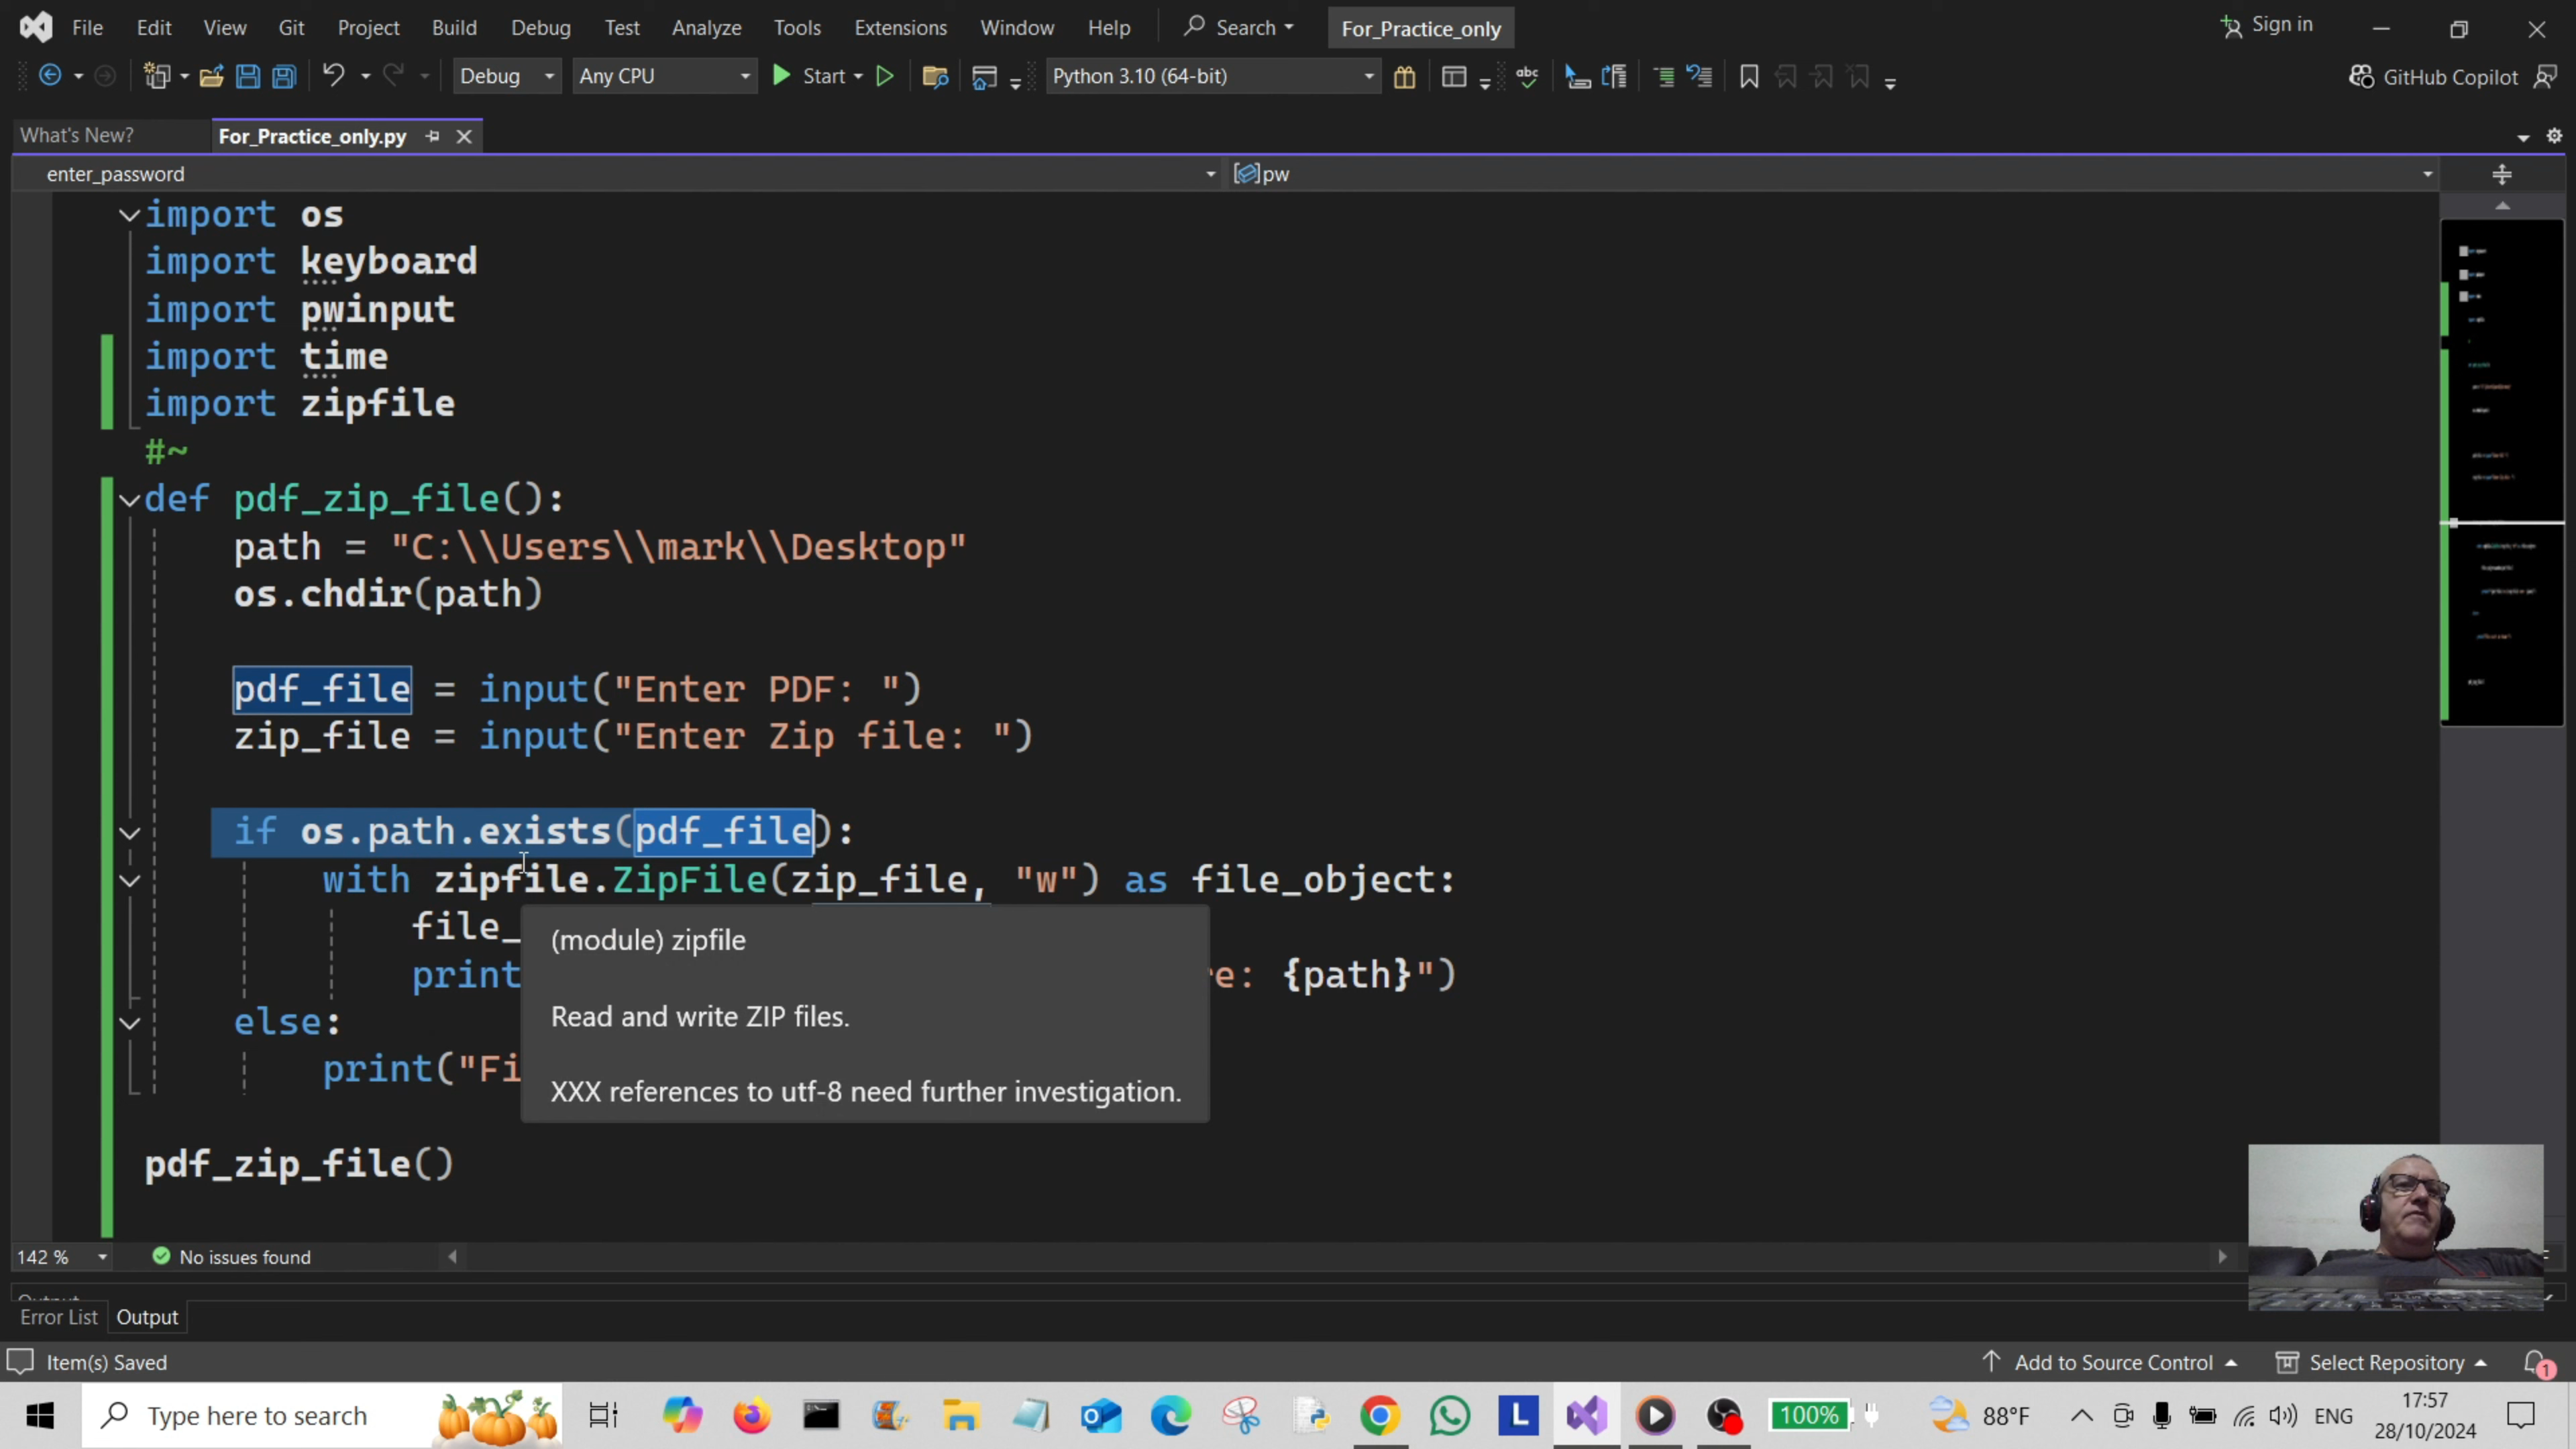 File Edit View Git Project Build Debug Test Analyze Tools Extensions Window Help Search For_Practice_only Sign in
Debug Any CPU Start Python 3.10 (64-bit) abc GitHub Copilot
What's New? For_Practice_only.py
enter_password pw
import os
import keyboard
import pwinput
import time
import zipfile
#~
def pdf_zip_file():
path = "C:\\Users\\mark\\Desktop"
os.chdir(path)
pdf_file = input("Enter PDF: ")
zip_file = input("Enter Zip file: ")
if os.path.exists(pdf_file):
with zipfile.ZipFile(zip_file, "w") as file_object:
file_
print re: {path}")
else:
print("Fi
(module) zipfile
Read and write ZIP files.
XXX references to utf-8 need further investigation.
pdf_zip_file()
142 % No issues found
Output
Error List Output
Item(s) Saved Add to Source Control Select Repository 1
Type here to search L 100% 88°F ENG 17:57
28/10/2024